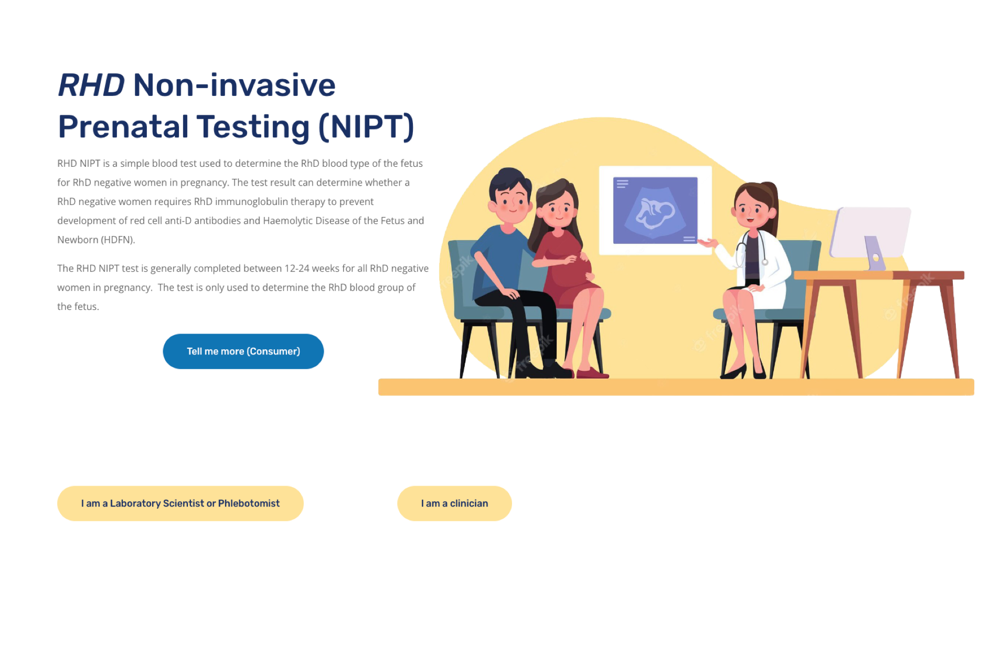 RHD Non-invasive
Prenatal Testing (NIPT)
RHD NIPT is a simple blood test used to determine the RhD blood type of the fetus
for RhD negative women in pregnancy. The test result can determine whether a
RhD negative women requires RhD immunoglobulin therapy to prevent
development of red cell anti-D antibodies and Haemolytic Disease of the Fetus and
Newborn (HDFN).
The RHD NIPT test is generally completed between 12-24 weeks for all RhD negative
women in pregnancy.  The test is only used to determine the RhD blood group of
the fetus.
Tell me more (Consumer)
freepik
freepik
freepik
freepik
I am a Laboratory Scientist or Phlebotomist
I am a clinician